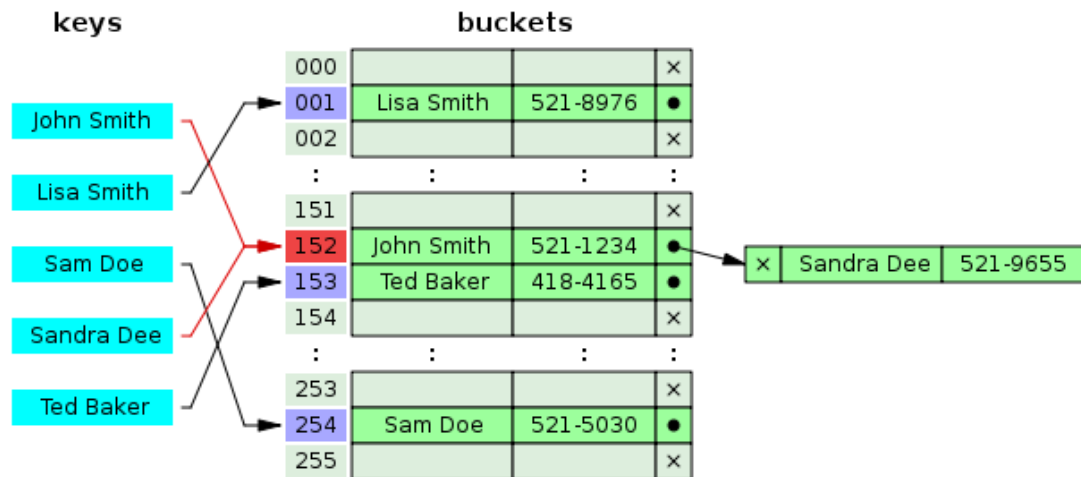 keys
buckets
John Smith
Lisa Smith
Sam Doe
Sandra Dee
Ted Baker
000 ×
001 Lisa Smith 521-8976 •
002 ×
: : : :
151 ×
152 John Smith 521-1234 •
× Sandra Dee 521-9655
153 Ted Baker 418-4165 •
154 ×
: : : :
253 ×
254 Sam Doe 521-5030 •
255 ×